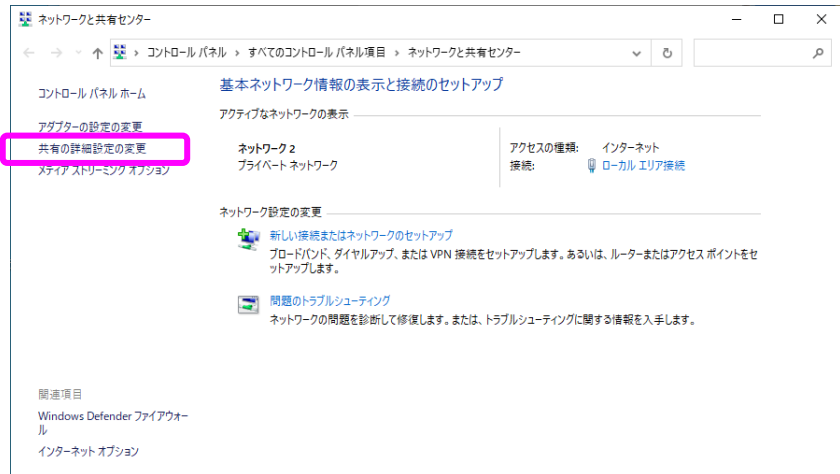 ネットワークと共有センター
コントロール パネル › すべてのコントロール パネル項目 › ネットワークと共有センター
コントロール パネル ホーム
アダプターの設定の変更
共有の詳細設定の変更
メディア ストリーミング オプション
基本ネットワーク情報の表示と接続のセットアップ
アクティブなネットワークの表示
ネットワーク 2
プライベート ネットワーク
アクセスの種類: インターネット
接続: ローカル エリア接続
ネットワーク設定の変更
新しい接続またはネットワークのセットアップ
ブロードバンド、ダイヤルアップ、または VPN 接続をセットアップします。あるいは、ルーターまたはアクセス ポイントをセ
ットアップします。
問題のトラブルシューティング
ネットワークの問題を診断して修復します。または、トラブルシューティングに関する情報を入手します。
関連項目
Windows Defender ファイアウォー
ル
インターネット オプション